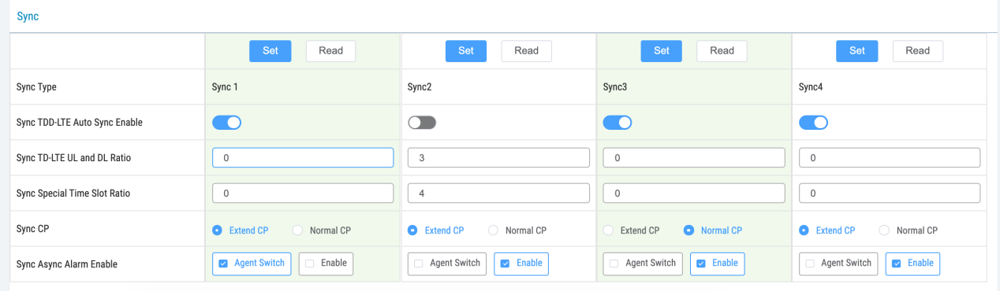 Sync
Set Read Set Read Set Read Set Read
Sync Type Sync 1 Sync2 Sync3 Sync4
Sync TDD-LTE Auto Sync Enable
Sync TD-LTE UL and DL Ratio 0 3 0 0
Sync Special Time Slot Ratio 0 4 0 0
Sync CP Extend CP Normal CP Extend CP Normal CP Extend CP Normal CP Extend CP Normal CP
Sync Async Alarm Enable Agent Switch Enable Agent Switch Enable Agent Switch Enable Agent Switch Enable